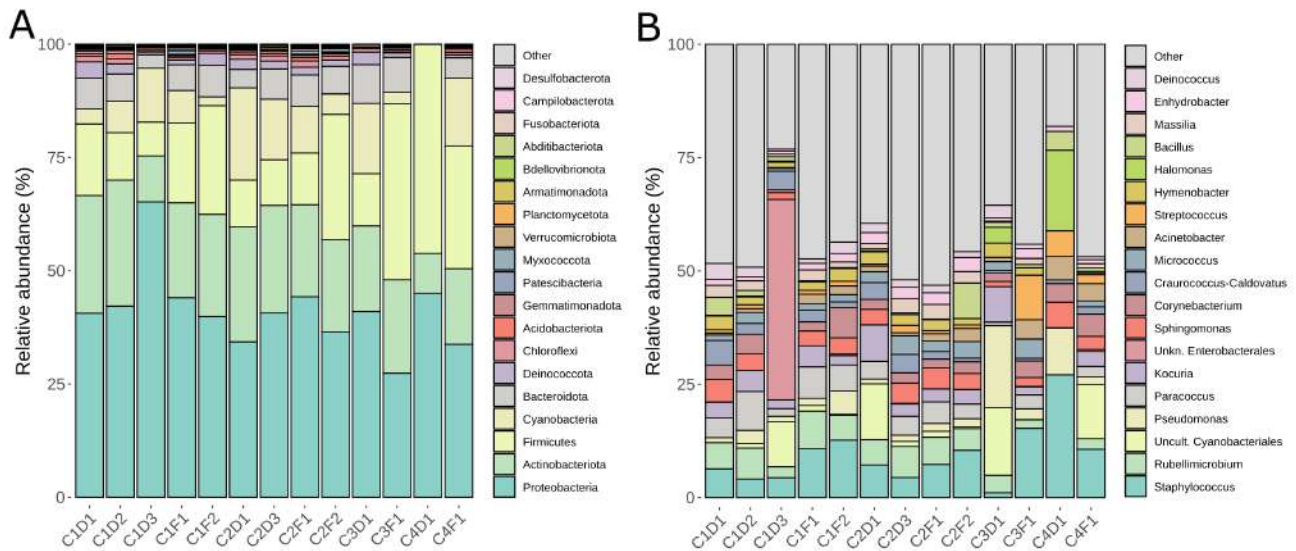 A
Relative abundance (%)
100
75
50
25
0
C1D1
C1D2
C1D3
C1F1
C1F2
C2D1
C2D3
C2F1
C2F2
C3D1
C3F1
C4D1
C4F1
Other
Desulfobacterota
Campilobacterota
Fusobacteriota
Abditibacteriota
Bdellovibrionota
Armatimonadota
Planctomycetota
Verrucomicrobiota
Myxococcota
Patescibacteria
Gemmatimonadota
Acidobacteriota
Chloroflexi
Deinococcota
Bacteroidota
Cyanobacteria
Firmicutes
Actinobacteriota
Proteobacteria
B
Relative abundance (%)
100
75
50
25
0
C1D1
C1D2
C1D3
C1F1
C1F2
C2D1
C2D3
C2F1
C2F2
C3D1
C3F1
C4D1
C4F1
Other
Deinococcus
Enhydrobacter
Massilia
Bacillus
Halomonas
Hymenobacter
Streptococcus
Acinetobacter
Micrococcus
Craurococcus-Caldovatus
Corynebacterium
Sphingomonas
Unkn. Enterobacterales
Kocuria
Paracoccus
Pseudomonas
Uncult. Cyanobacteriales
Rubellimicrobium
Staphylococcus